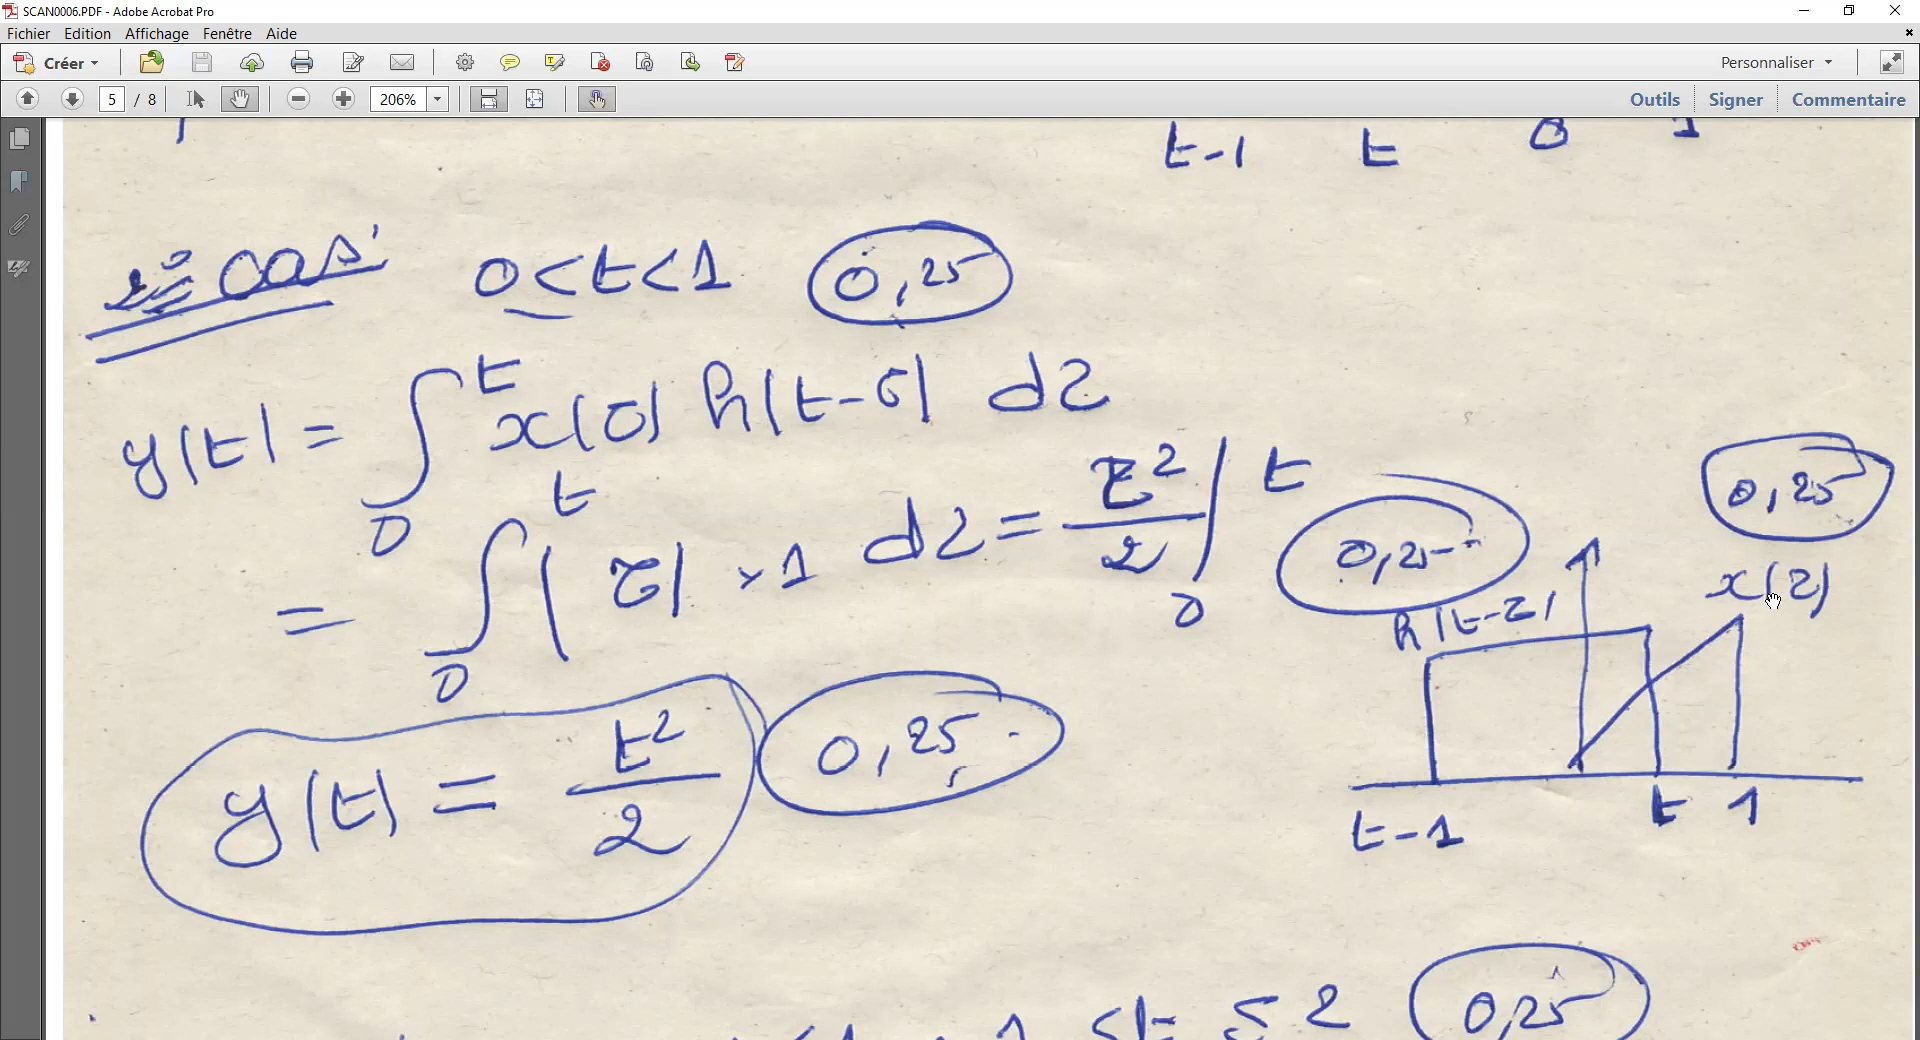 SCAN0006.PDF - Adobe Acrobat Pro
Fichier Edition Affichage Fenêtre Aide
Créer
Personnaliser
5 / 8
206%
Outils Signer Commentaire
t-1 t 0 1
2è cas 0<t<1 0,25
y(t) = ∫₀ᵗ x(τ) h(t-τ) dτ
= ∫₀ᵗ (τ) × 1 dτ = τ²/2 |₀ᵗ 0,25
0,25
h(t-τ) x(τ)
t-1 t 1
y(t) = t²/2 0,25
1 ≤ t ≤ 2 0,25